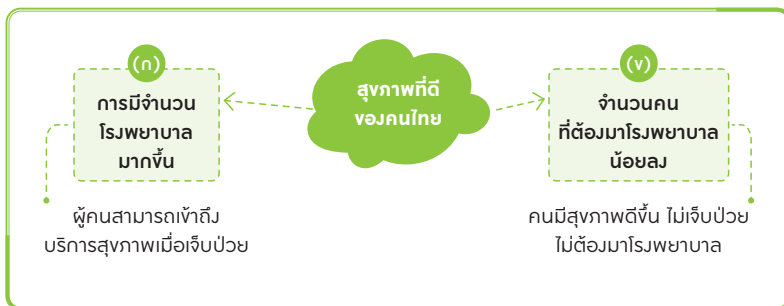 สุขภาพที่ดี
ของคนไทย
(ก)
การมีจำนวน
โรงพยาบาล
มากขึ้น
ผู้คนสามารถเข้าถึง
บริการสุขภาพเมื่อเจ็บป่วย
(ข)
จำนวนคน
ที่ต้องมาโรงพยาบาล
น้อยลง
คนมีสุขภาพดีขึ้น ไม่เจ็บป่วย
ไม่ต้องมาโรงพยาบาล